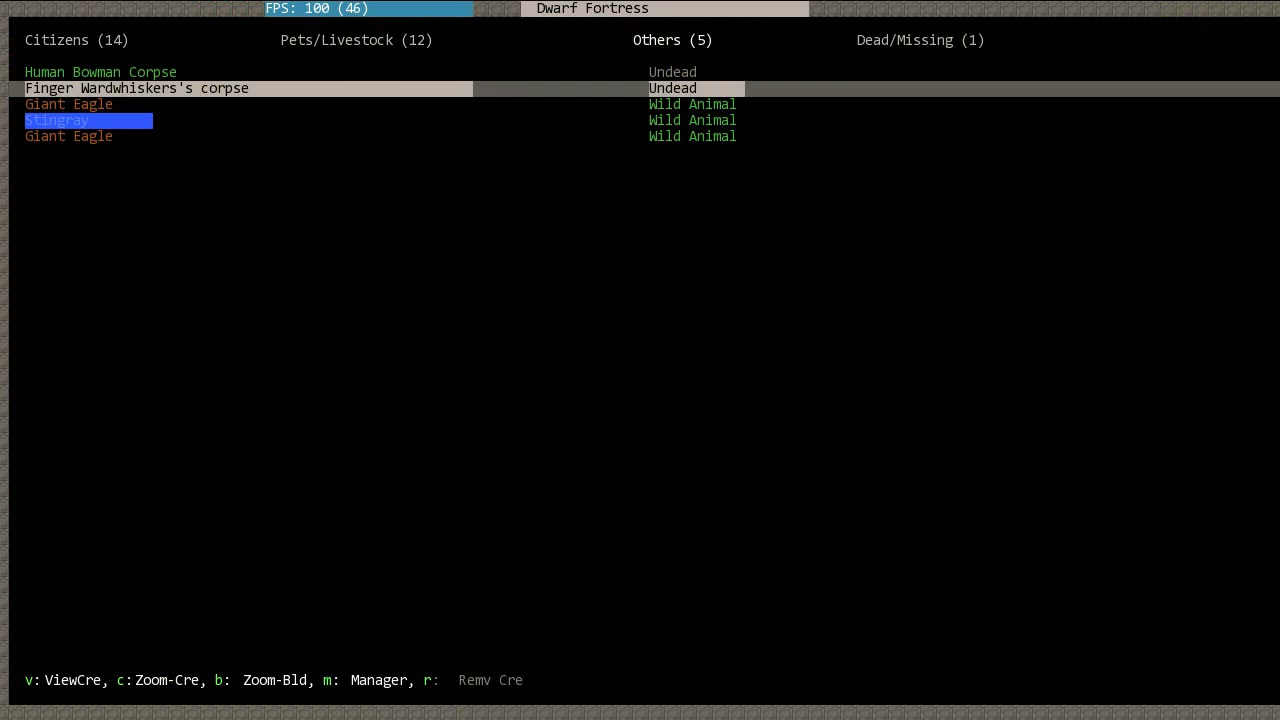 FPS: 100 (46) Dwarf Fortress
Citizens (14) Pets/Livestock (12) Others (5) Dead/Missing (1)
Human Bowman Corpse Undead
Finger Wardwhiskers's corpse Undead
Giant Eagle Wild Animal
Stingray Wild Animal
Giant Eagle Wild Animal
v: ViewCre, c: Zoom-Cre, b: Zoom-Bld, m: Manager, r: Remv Cre